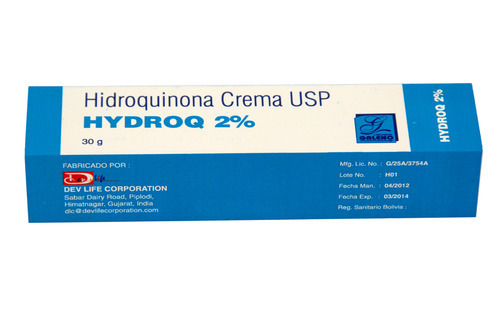 Hidroquinona Crema USP
HYDROQ 2%
30 g
GALENO
HYDROQ 2%
FABRICADO POR :
DEV LIFE CORPORATION
Sabar Dairy Road, Piplodi,
Himatnagar, Gujarat, India
dlc@devlifecorporation.com
Mfg. Lic. No. : G/25A/3754A
Lote No. : H01
Fecha Man. : 04/2012
Fecha Exp. : 03/2014
Reg. Sanitario Bolivia :